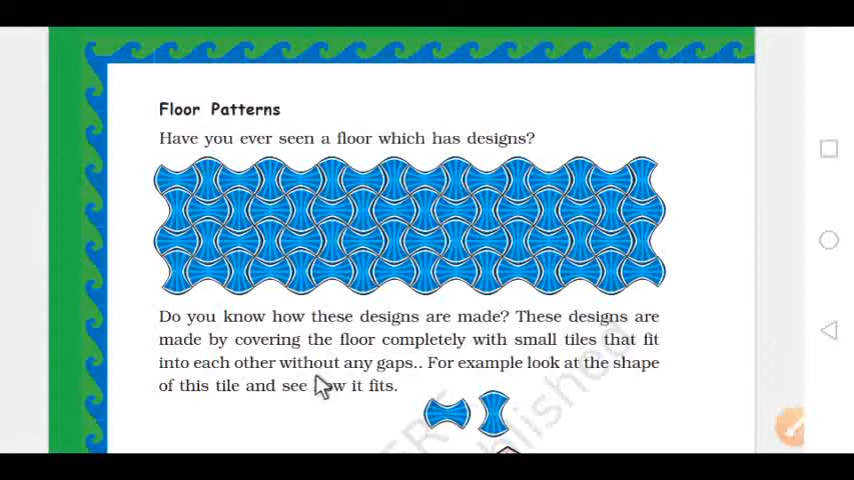 Floor Patterns
Have you ever seen a floor which has designs?
Do you know how these designs are made? These designs are
made by covering the floor completely with small tiles that fit
into each other without any gaps.. For example look at the shape
of this tile and see how it fits.
blished